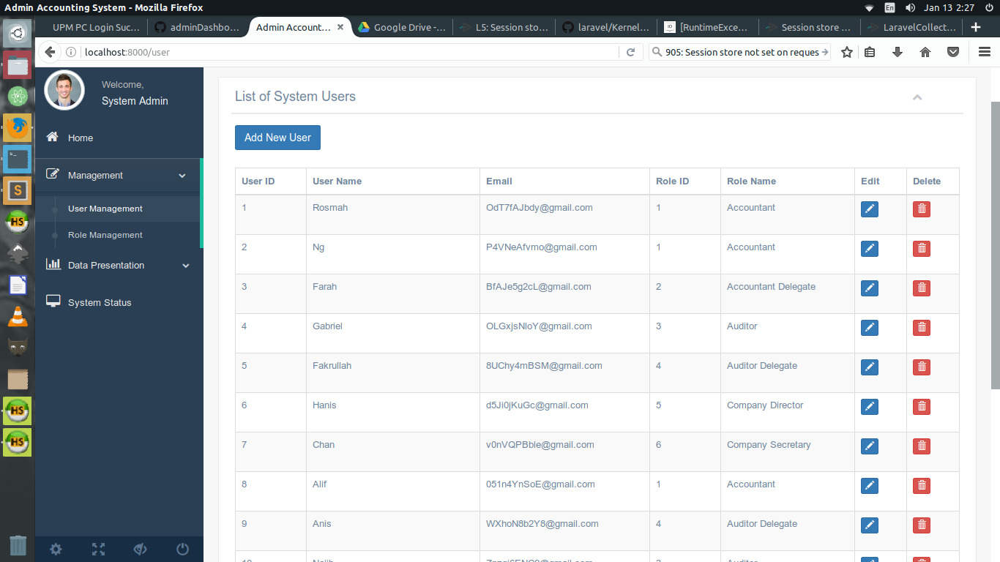 Admin Accounting System - Mozilla Firefox
En
Jan 13 2:27
UPM PC Login Suc...
adminDashbo...
Admin Account...
Google Drive -...
L5: Session sto...
laravel/Kernel...
[RuntimeExce...
Session store ...
LaravelCollect...
localhost:8000/user
905: Session store not set on reques
Welcome,
System Admin
Home
Management
User Management
Role Management
Data Presentation
System Status
List of System Users
Add New User
User ID User Name Email Role ID Role Name Edit Delete
1 Rosmah OdT7fAJbdy@gmail.com 1 Accountant
2 Ng P4VNeAfvmo@gmail.com 1 Accountant
3 Farah BfAJe5g2cL@gmail.com 2 Accountant Delegate
4 Gabriel OLGxjsNloY@gmail.com 3 Auditor
5 Fakrullah 8UChy4mBSM@gmail.com 4 Auditor Delegate
6 Hanis d5Ji0jKuGc@gmail.com 5 Company Director
7 Chan v0nVQPBble@gmail.com 6 Company Secretary
8 Alif 051n4YnSoE@gmail.com 1 Accountant
9 Anis WXhoN8b2Y8@gmail.com 4 Auditor Delegate